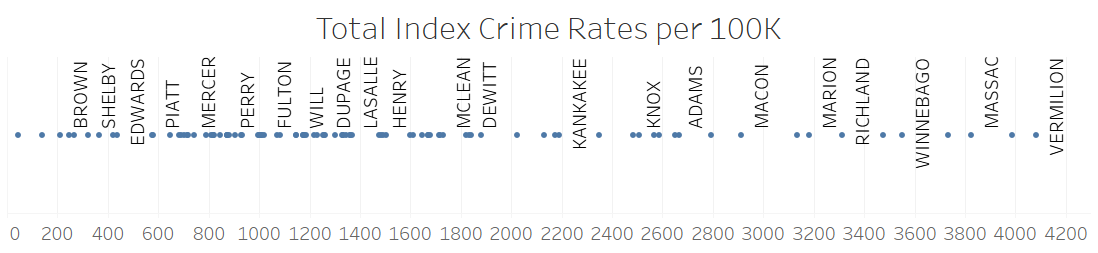 Total Index Crime Rates per 100K
BROWN
SHELBY
EDWARDS
PIATT
MERCER
PERRY
FULTON
WILL
DUPAGE
LASALLE
HENRY
MCLEAN
DEWITT
KANKAKEE
KNOX
ADAMS
MACON
MARION
RICHLAND
WINNEBAGO
MASSAC
VERMILION
0 200 400 600 800 1000 1200 1400 1600 1800 2000 2200 2400 2600 2800 3000 3200 3400 3600 3800 4000 4200